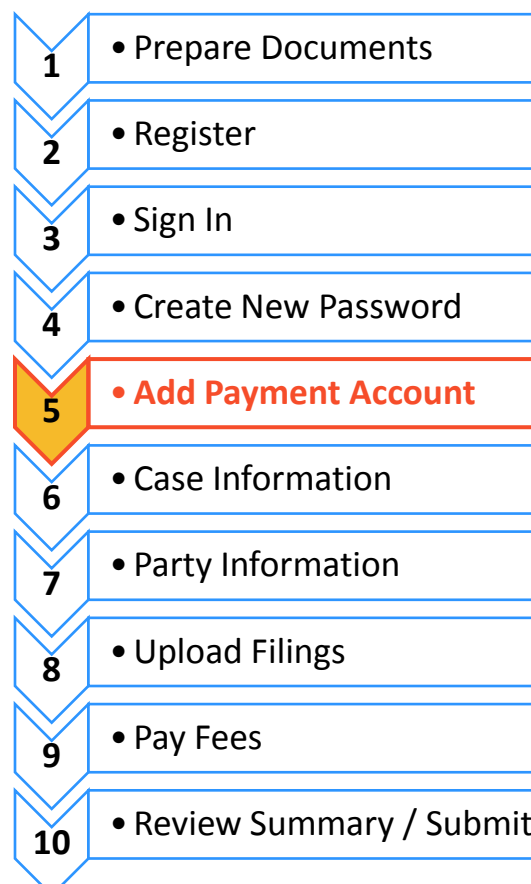 1 • Prepare Documents
2 • Register
3 • Sign In
4 • Create New Password
5 • Add Payment Account
6 • Case Information
7 • Party Information
8 • Upload Filings
9 • Pay Fees
10 • Review Summary / Submit